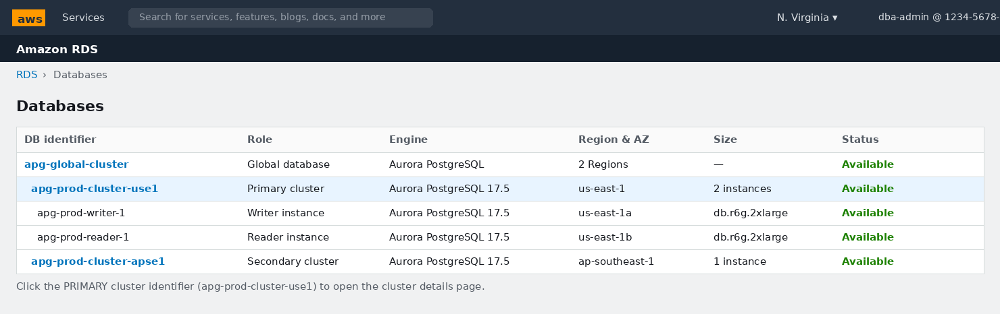 aws Services Search for services, features, blogs, docs, and more N. Virginia ▾ dba-admin @ 1234-5678-
Amazon RDS
RDS › Databases
Databases
DB identifier Role Engine Region & AZ Size Status
apg-global-cluster Global database Aurora PostgreSQL 2 Regions — Available
apg-prod-cluster-use1 Primary cluster Aurora PostgreSQL 17.5 us-east-1 2 instances Available
apg-prod-writer-1 Writer instance Aurora PostgreSQL 17.5 us-east-1a db.r6g.2xlarge Available
apg-prod-reader-1 Reader instance Aurora PostgreSQL 17.5 us-east-1b db.r6g.2xlarge Available
apg-prod-cluster-apse1 Secondary cluster Aurora PostgreSQL 17.5 ap-southeast-1 1 instance Available
Click the PRIMARY cluster identifier (apg-prod-cluster-use1) to open the cluster details page.